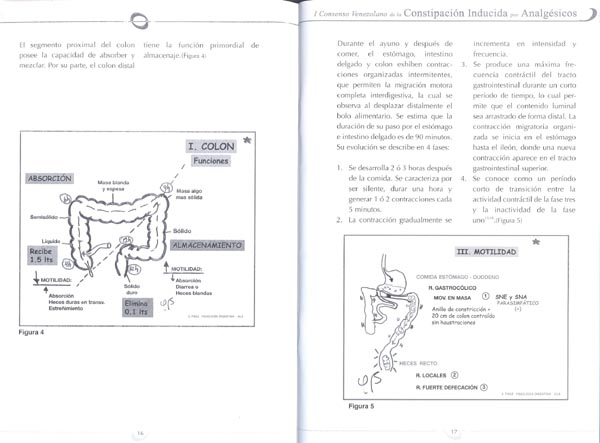 El segmento proximal del colon
posee la capacidad de absorber y
mezclar. Por su parte, el colon distal
tiene la función primordial de
almacenaje.(Figura 4)
I. COLON
Funciones
ABSORCIÓN
Masa blanda
y espesa
Masa algo
mas sólida
Semisólido
Sólido
Líquido
Recibe
1.5 lts
ALMACENAMIENTO
MOTILIDAD:
Absorción
Heces duras en transv.
Estreñimiento
Sólido
duro
Elimina
0,1 lts
MOTILIDAD:
Absorción
Diarrea o
Heces blandas
Figura 4
16
I Consenso Venezolano de la Constipación Inducida por Analgésicos
Durante el ayuno y después de
comer, el estómago, intestino
delgado y colon exhiben contrac-
ciones organizadas intermitentes,
que permiten la migración motora
completa interdigestiva, la cual se
observa al desplazar distalmente el
bolo alimentario. Se estima que la
duración de su paso por el estómago
e intestino delgado es de 90 minutos.
Su evolución se describe en 4 fases:
1. Se desarrolla 2 ó 3 horas después
de la comida. Se caracteriza por
ser silente, durar una hora y
generar 1 ó 2 contracciones cada
5 minutos.
2. La contracción gradualmente se
incrementa en intensidad y
frecuencia.
3. Se produce una máxima fre-
cuencia contráctil del tracto
gastrointestinal durante un corto
período de tiempo, lo cual per-
mite que el contenido luminal
sea arrastrado de forma distal. La
contracción migratoria organi-
zada se inicia en el estómago
hasta el íleon, donde una nueva
contracción aparece en el tracto
gastrointestinal superior.
4. Se conoce como un período
corto de transición entre la
actividad contráctil de la fase tres
y la inactividad de la fase
uno .(Figura 5)
III. MOTILIDAD
COMIDA ESTÓMAGO - DUODENO
R. GASTROCÓLICO
MOV. EN MASA 1 SNE y SNA
PARASIMPÁTICO
(+)
Anillo de constricción +
20 cm de colon contraído
sin haustraciones
HECES RECTO
R. LOCALES 2
R. FUERTE DEFECACIÓN 3
Figura 5
17